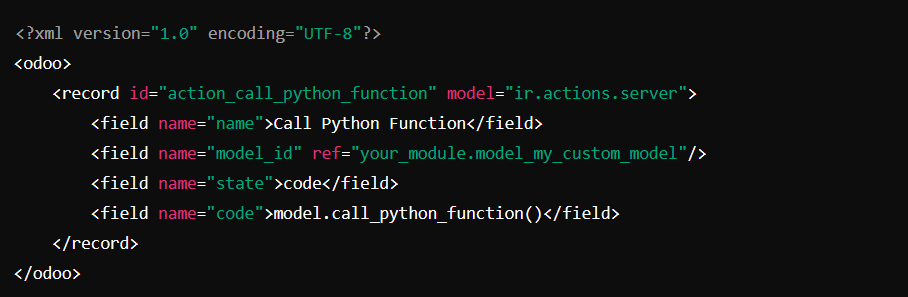 <?xml version="1.0" encoding="UTF-8"?>
<odoo>
    <record id="action_call_python_function" model="ir.actions.server">
        <field name="name">Call Python Function</field>
        <field name="model_id" ref="your_module.model_my_custom_model"/>
        <field name="state">code</field>
        <field name="code">model.call_python_function()</field>
    </record>
</odoo>